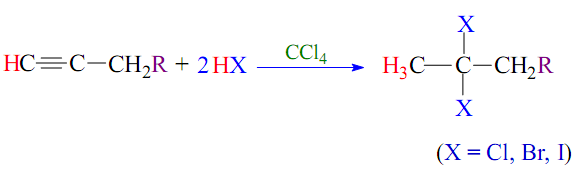 X
HC≡C−CH₂R + 2 HX CCl₄ H₃C−C−CH₂R
X
(X = Cl, Br, I)